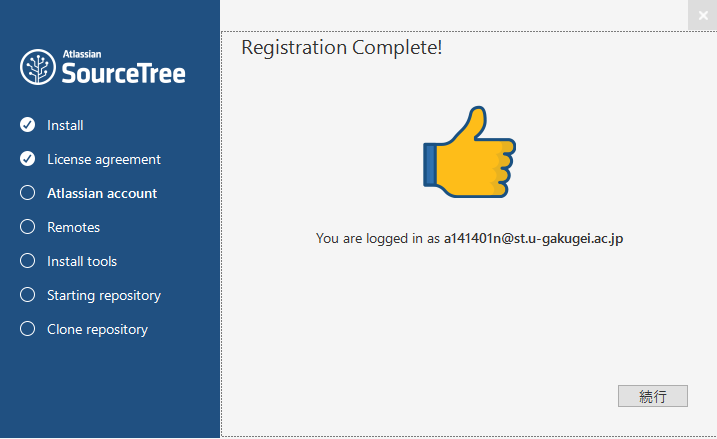 Atlassian
SourceTree
Install
License agreement
Atlassian account
Remotes
Install tools
Starting repository
Clone repository
Registration Complete!
You are logged in as a141401n@st.u-gakugei.ac.jp
続行